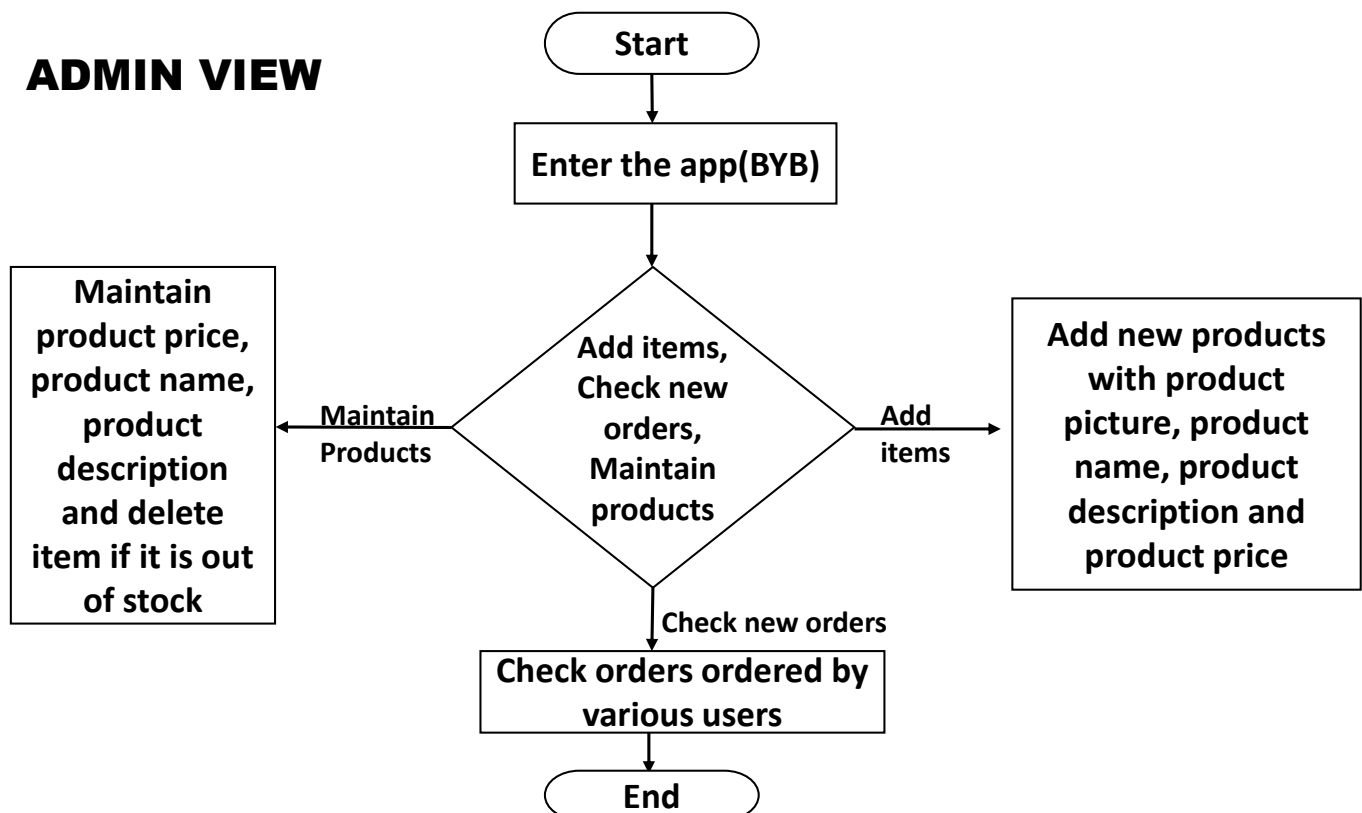 ADMIN VIEW
Start
Enter the app(BYB)
Maintain
product price,
product name,
product
description
and delete
item if it is out
of stock
Maintain
Products
Add items,
Check new
orders,
Maintain
products
Add
items
Add new products
with product
picture, product
name, product
description and
product price
Check new orders
Check orders ordered by
various users
End